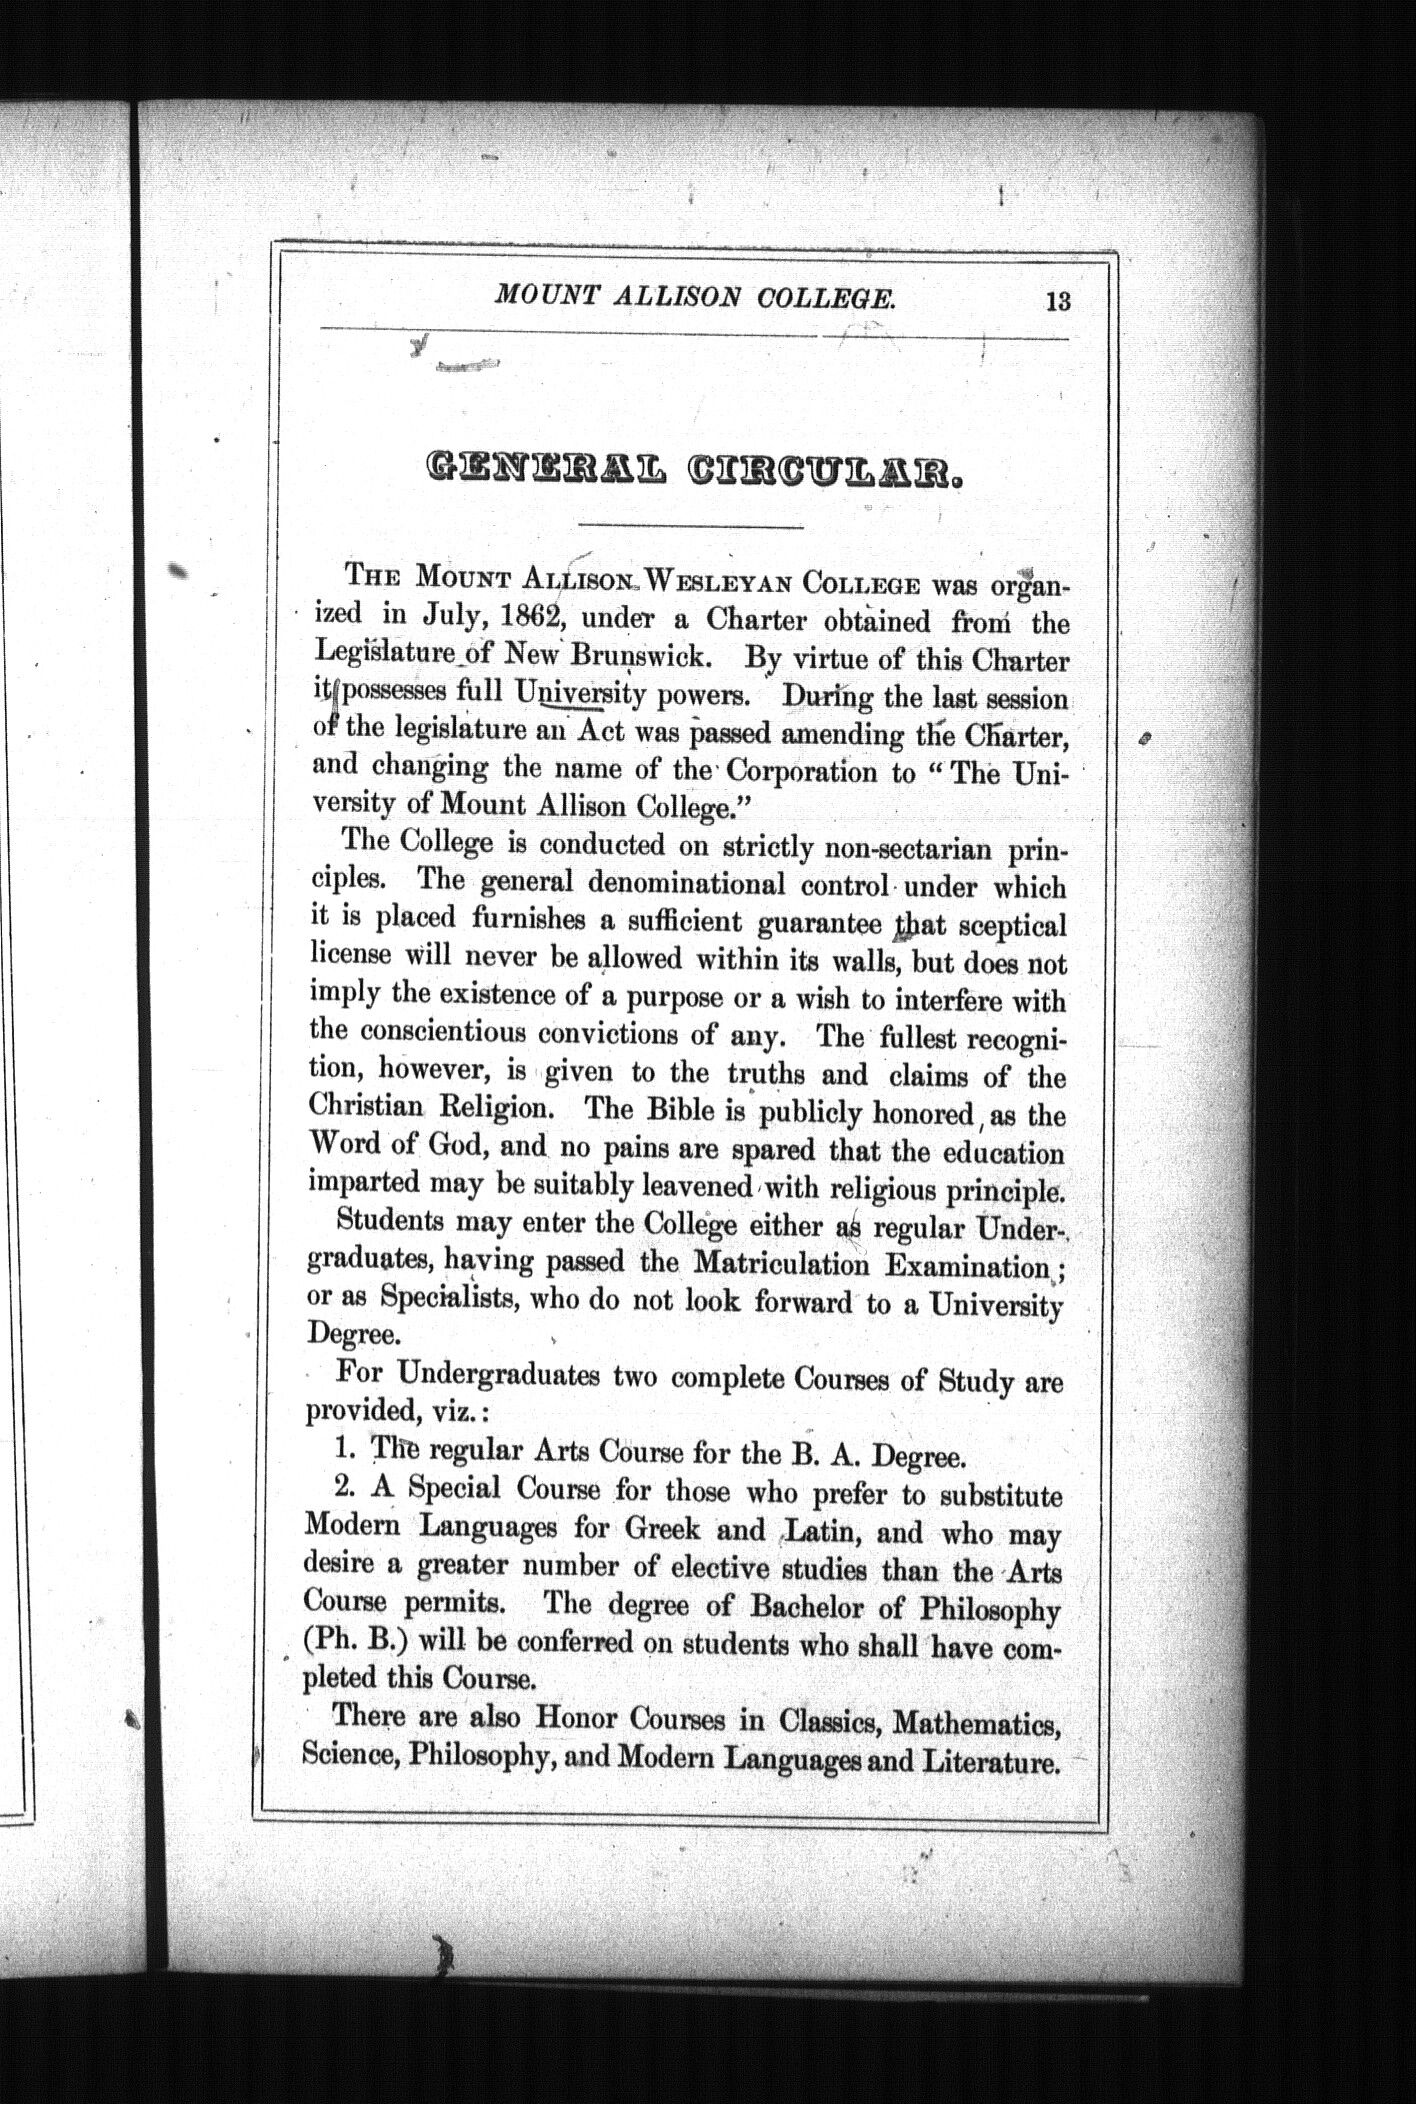 MOUNT ALLISON COLLEGE. 13
GENERAL CIRCULAR.
THE MOUNT ALLISON WESLEYAN COLLEGE was organ-
ized in July, 1862, under a Charter obtained from the
Legislature of New Brunswick. By virtue of this Charter
it possesses full University powers. During the last session
of the legislature an Act was passed amending the Charter,
and changing the name of the Corporation to "The Uni-
versity of Mount Allison College."
The College is conducted on strictly non-sectarian prin-
ciples. The general denominational control under which
it is placed furnishes a sufficient guarantee that sceptical
license will never be allowed within its walls, but does not
imply the existence of a purpose or a wish to interfere with
the conscientious convictions of any. The fullest recogni-
tion, however, is given to the truths and claims of the
Christian Religion. The Bible is publicly honored, as the
Word of God, and no pains are spared that the education
imparted may be suitably leavened with religious principle.
Students may enter the College either as regular Under-
graduates, having passed the Matriculation Examination;
or as Specialists, who do not look forward to a University
Degree.
For Undergraduates two complete Courses of Study are
provided, viz.:
1. The regular Arts Course for the B. A. Degree.
2. A Special Course for those who prefer to substitute
Modern Languages for Greek and Latin, and who may
desire a greater number of elective studies than the Arts
Course permits. The degree of Bachelor of Philosophy
(Ph. B.) will be conferred on students who shall have com-
pleted this Course.
There are also Honor Courses in Classics, Mathematics,
Science, Philosophy, and Modern Languages and Literature.